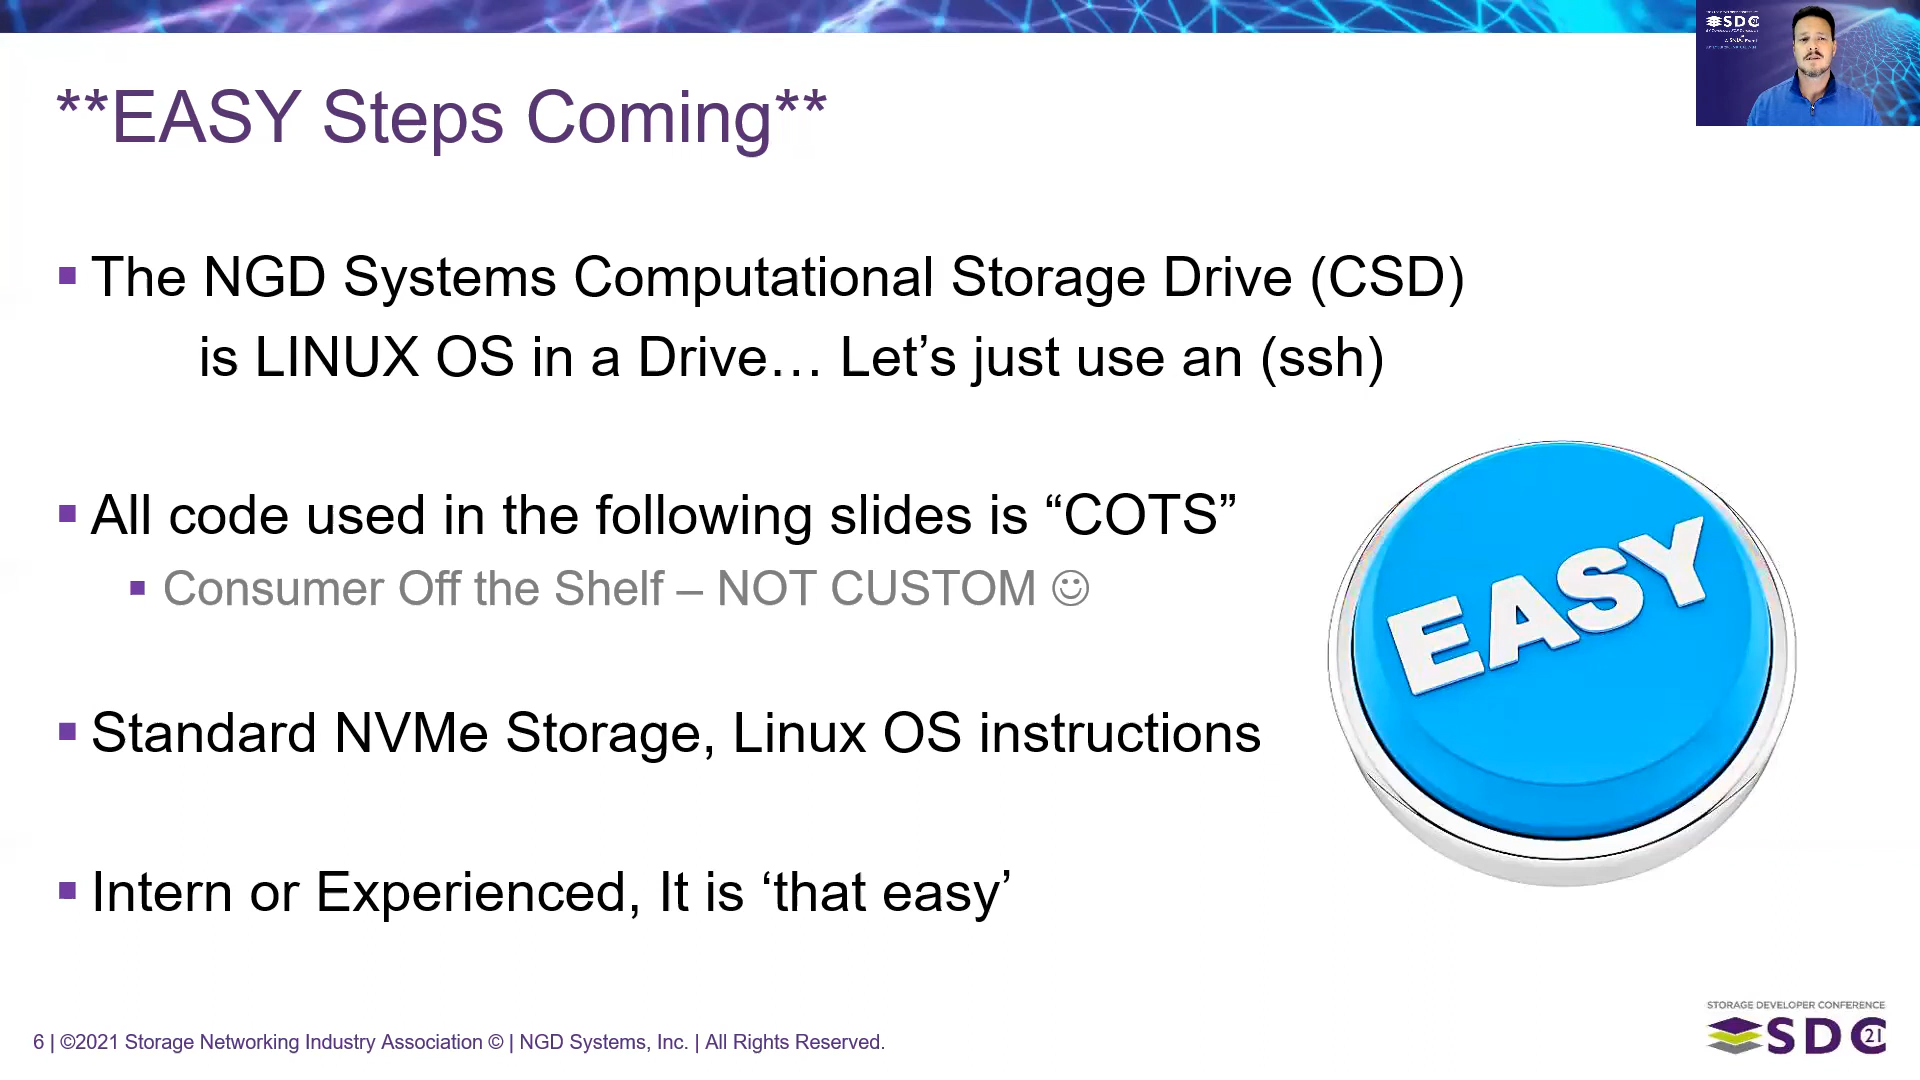 **EASY Steps Coming**
The NGD Systems Computational Storage Drive (CSD)
is LINUX OS in a Drive… Let’s just use an (ssh)
All code used in the following slides is “COTS”
Consumer Off the Shelf – NOT CUSTOM ☺
Standard NVMe Storage, Linux OS instructions
Intern or Experienced, It is ‘that easy’
EASY
6 | ©2021 Storage Networking Industry Association © | NGD Systems, Inc. | All Rights Reserved.
STORAGE DEVELOPER CONFERENCE
SDC 21
SDC